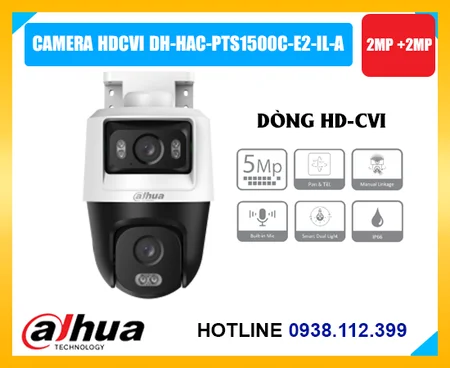 CAMERA HDCVI DH-HAC-PTS1500C-E2-IL-A
2MP +2MP
DÒNG HD-CVI
alhua
5Mp
Pan & Tilt
Manual Linkage
Built-in Mic
Smart Dual Light
IP66
alhua
TECHNOLOGY
HOTLINE 0938.112.399